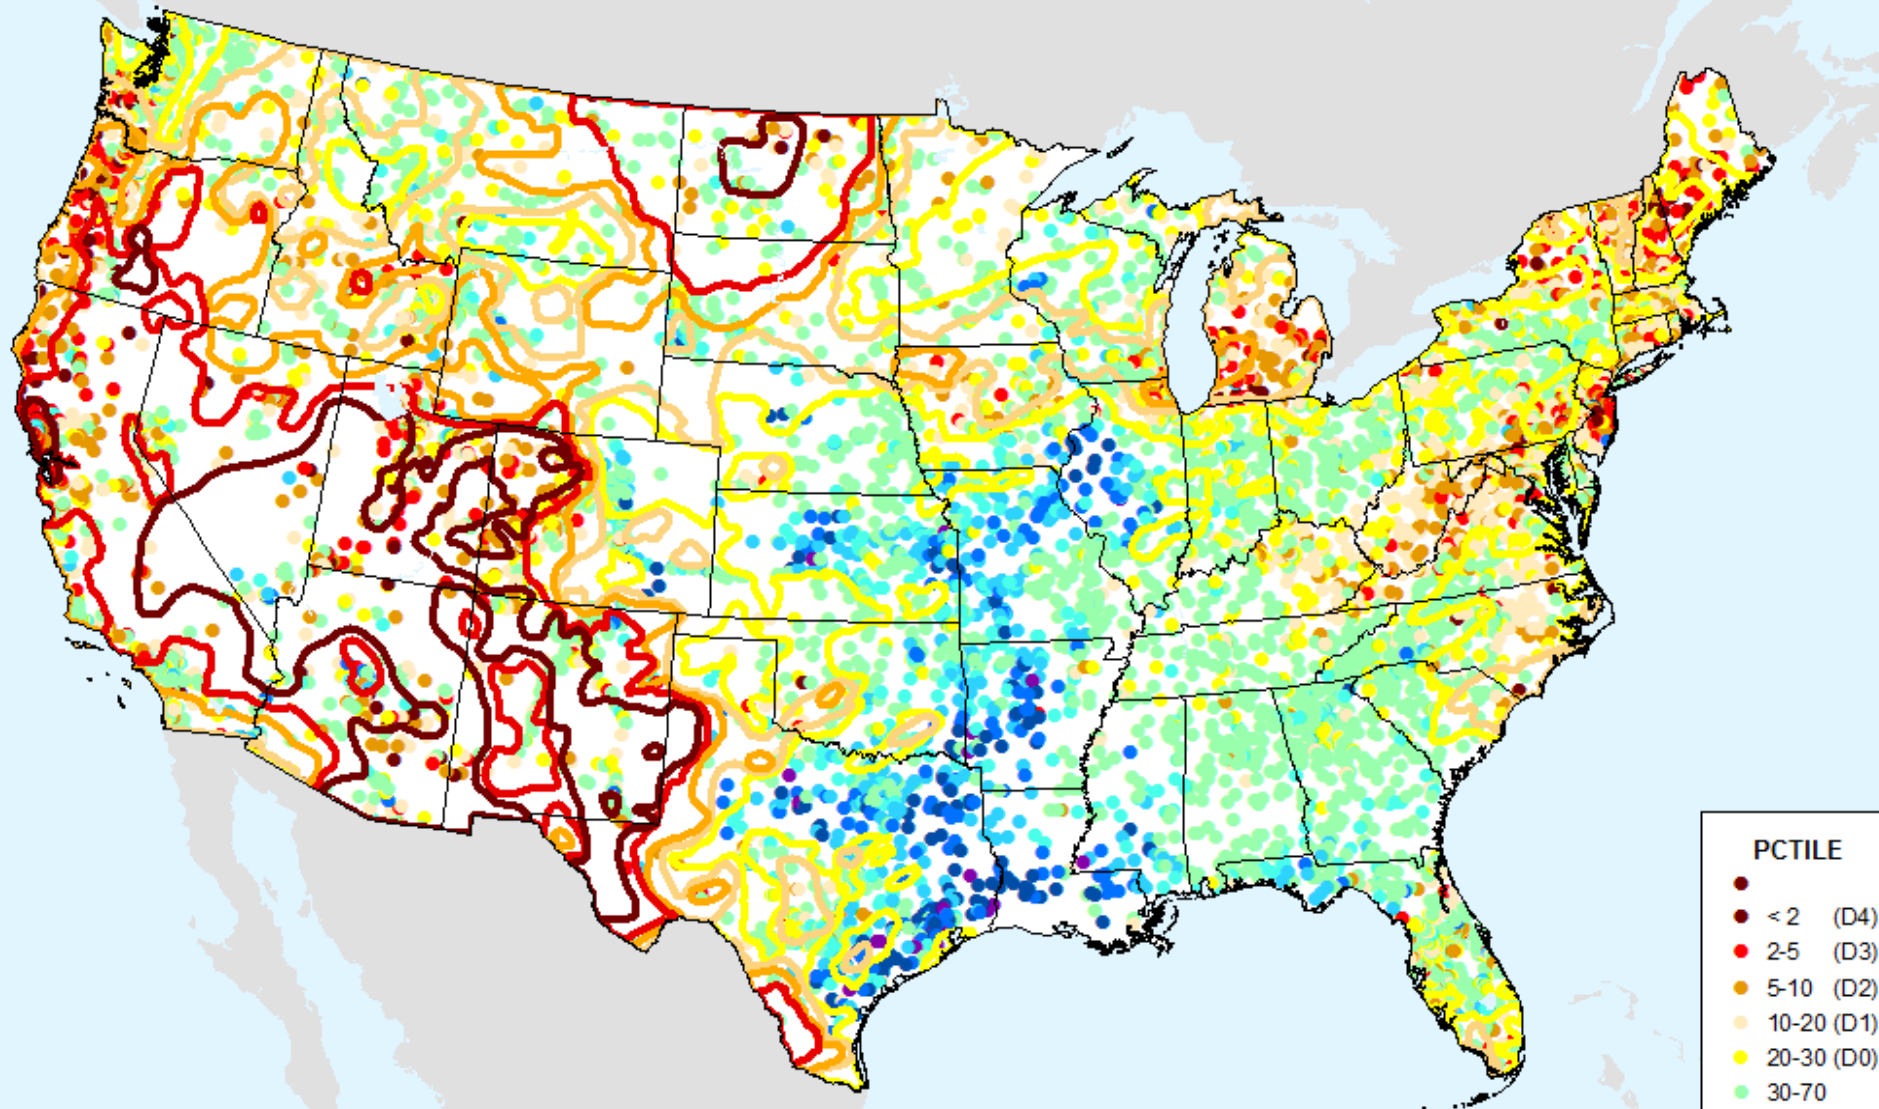 PCTILE
< 2 (D4)
2-5 (D3)
5-10 (D2)
10-20 (D1)
20-30 (D0)
30-70